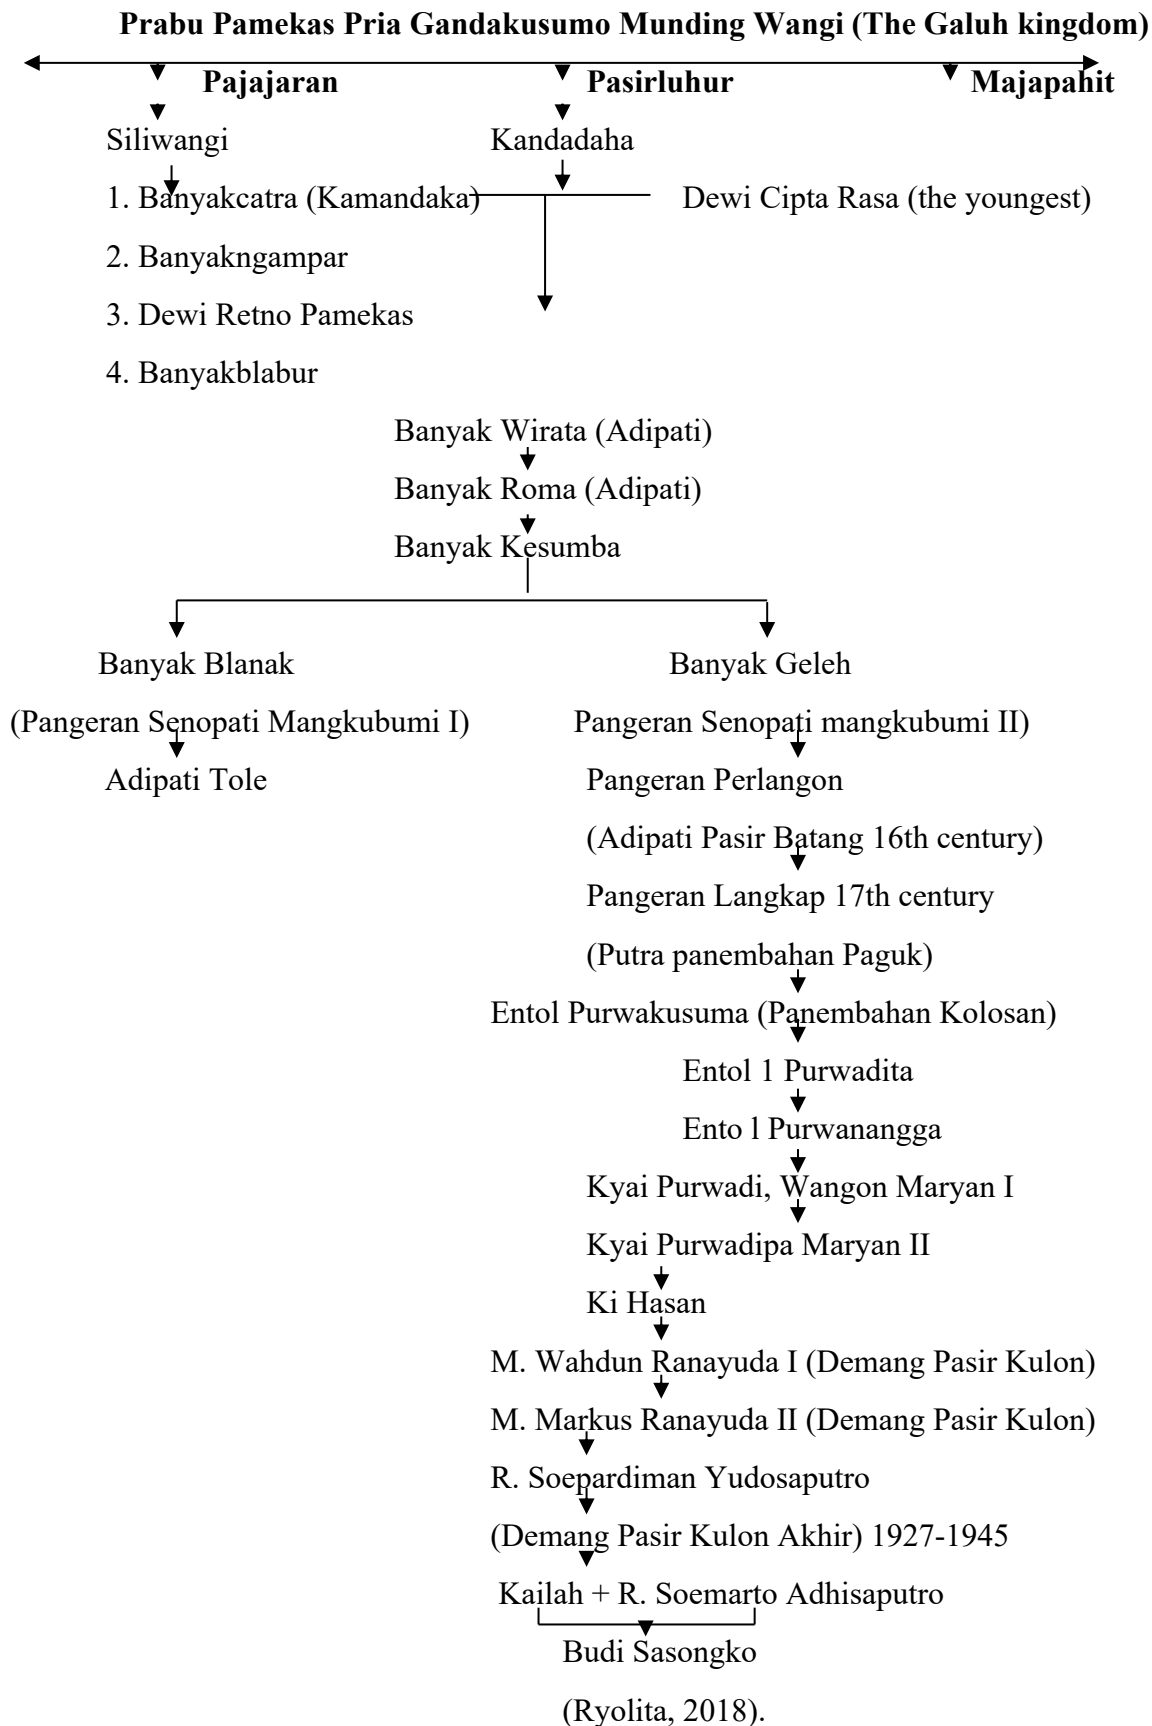 Prabu Pamekas Pria Gandakusumo Munding Wangi (The Galuh kingdom)
Pajajaran Pasirluhur Majapahit
Siliwangi Kandadaha
1. Banyakcatra (Kamandaka) Dewi Cipta Rasa (the youngest)
2. Banyakngampar
3. Dewi Retno Pamekas
4. Banyakblabur
Banyak Wirata (Adipati)
Banyak Roma (Adipati)
Banyak Kesumba
Banyak Blanak Banyak Geleh
(Pangeran Senopati Mangkubumi I) Pangeran Senopati mangkubumi II)
Adipati Tole Pangeran Perlangon
(Adipati Pasir Batang 16th century)
Pangeran Langkap 17th century
(Putra panembahan Paguk)
Entol Purwakusuma (Panembahan Kolosan)
Entol 1 Purwadita
Ento l Purwanangga
Kyai Purwadi, Wangon Maryan I
Kyai Purwadipa Maryan II
Ki Hasan
M. Wahdun Ranayuda I (Demang Pasir Kulon)
M. Markus Ranayuda II (Demang Pasir Kulon)
R. Soepardiman Yudosaputro
(Demang Pasir Kulon Akhir) 1927-1945
Kailah + R. Soemarto Adhisaputro
Budi Sasongko
(Ryolita, 2018).